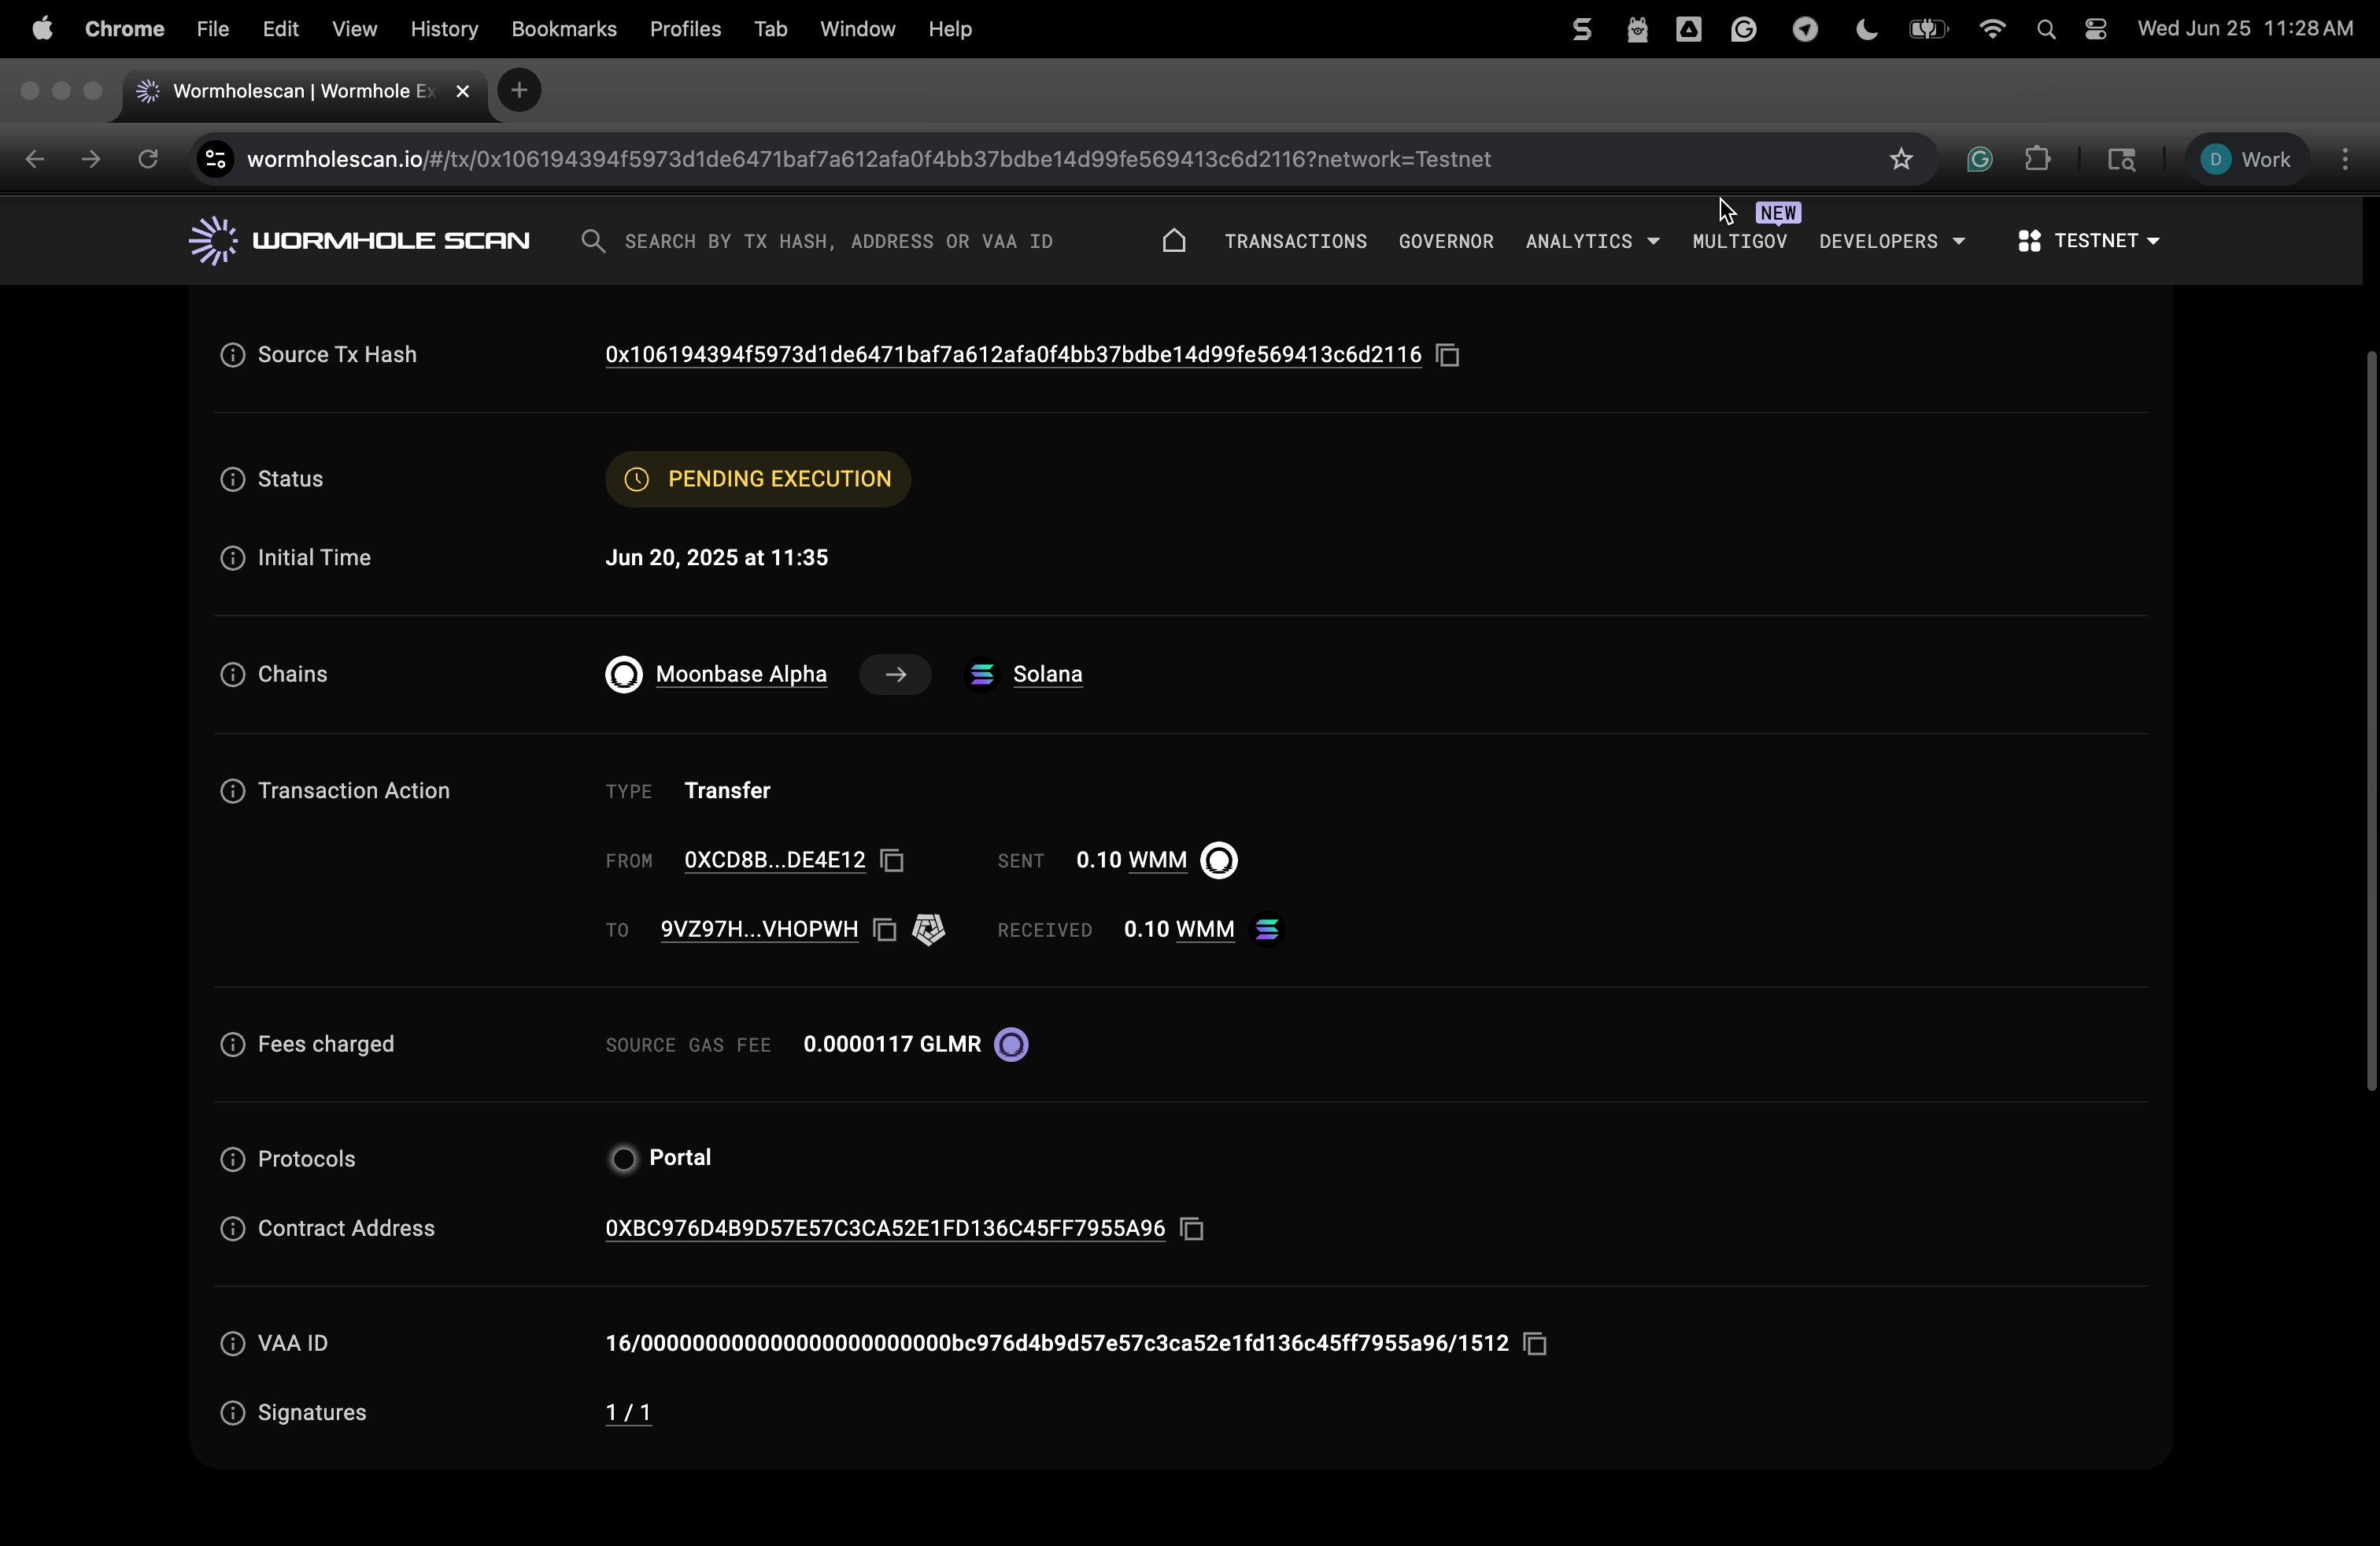 Chrome File Edit View History Bookmarks Profiles Tab Window Help Wed Jun 25 11:28 AM
Wormholescan | Wormhole Ex
wormholescan.io/#/tx/0x106194394f5973d1de6471baf7a612afa0f4bb37bdbe14d99fe569413c6d2116?network=Testnet D Work
NEW
WORMHOLE SCAN SEARCH BY TX HASH, ADDRESS OR VAA ID TRANSACTIONS GOVERNOR ANALYTICS MULTIGOV DEVELOPERS TESTNET
Source Tx Hash 0x106194394f5973d1de6471baf7a612afa0f4bb37bdbe14d99fe569413c6d2116
Status PENDING EXECUTION
Initial Time Jun 20, 2025 at 11:35
Chains Moonbase Alpha → Solana
Transaction Action TYPE Transfer
FROM 0XCD8B...DE4E12 SENT 0.10 WMM
TO 9VZ97H...VHOPWH RECEIVED 0.10 WMM
Fees charged SOURCE GAS FEE 0.0000117 GLMR
Protocols Portal
Contract Address 0XBC976D4B9D57E57C3CA52E1FD136C45FF7955A96
VAA ID 16/000000000000000000000000bc976d4b9d57e57c3ca52e1fd136c45ff7955a96/1512
Signatures 1 / 1